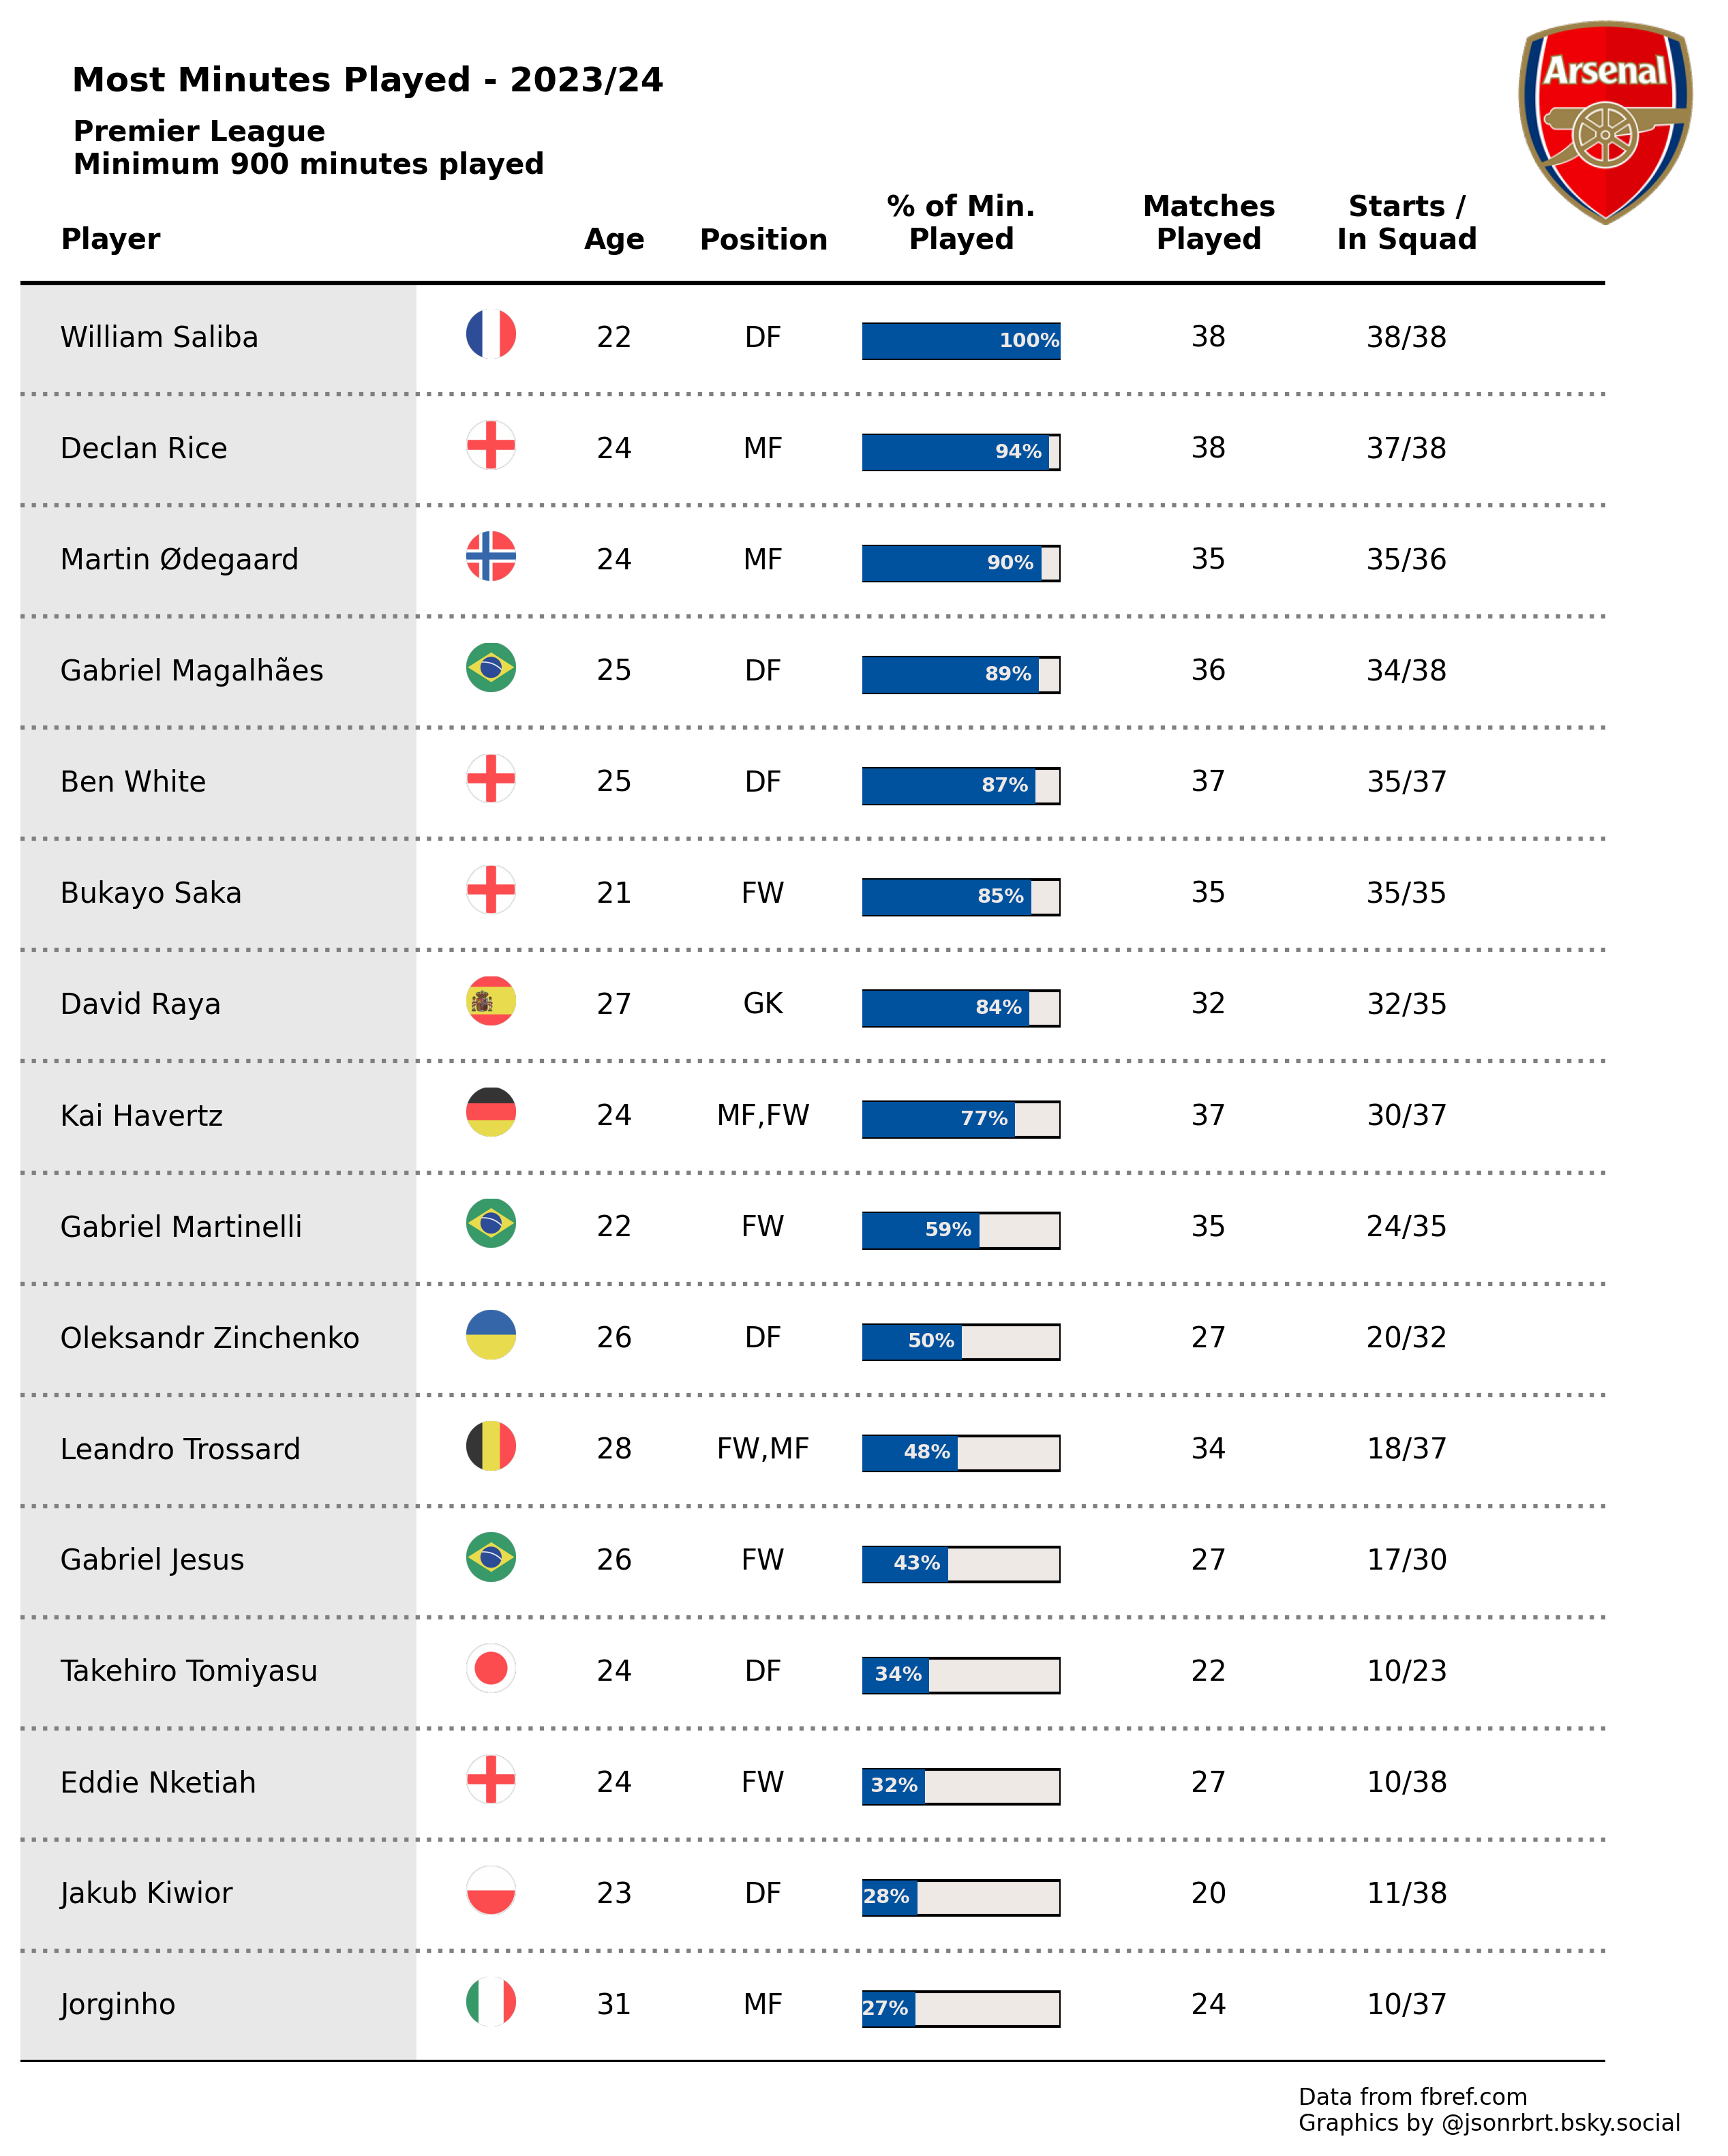 Arsenal
Most Minutes Played - 2023/24
Premier League
Minimum 900 minutes played
Player Age Position % of Min. Played Matches Played Starts / In Squad
William Saliba 22 DF 100% 38 38/38
Declan Rice 24 MF 94% 38 37/38
Martin Ødegaard 24 MF 90% 35 35/36
Gabriel Magalhães 25 DF 89% 36 34/38
Ben White 25 DF 87% 37 35/37
Bukayo Saka 21 FW 85% 35 35/35
David Raya 27 GK 84% 32 32/35
Kai Havertz 24 MF,FW 77% 37 30/37
Gabriel Martinelli 22 FW 59% 35 24/35
Oleksandr Zinchenko 26 DF 50% 27 20/32
Leandro Trossard 28 FW,MF 48% 34 18/37
Gabriel Jesus 26 FW 43% 27 17/30
Takehiro Tomiyasu 24 DF 34% 22 10/23
Eddie Nketiah 24 FW 32% 27 10/38
Jakub Kiwior 23 DF 28% 20 11/38
Jorginho 31 MF 27% 24 10/37
Data from fbref.com
Graphics by @jsonrbrt.bsky.social